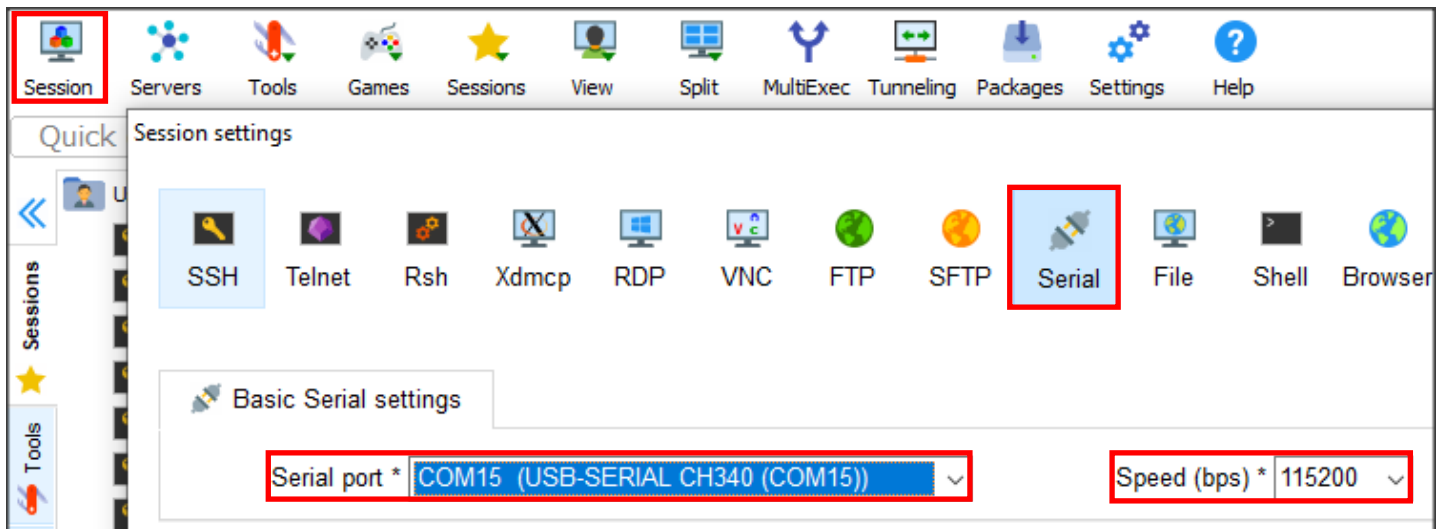 Session Servers Tools Games Sessions View Split MultiExec Tunneling Packages Settings Help
Quick
Session settings
U
SSH Telnet Rsh Xdmcp RDP VNC FTP SFTP Serial File Shell Browser
Sessions
Basic Serial settings
Tools
Serial port * COM15 (USB-SERIAL CH340 (COM15)) Speed (bps) * 115200